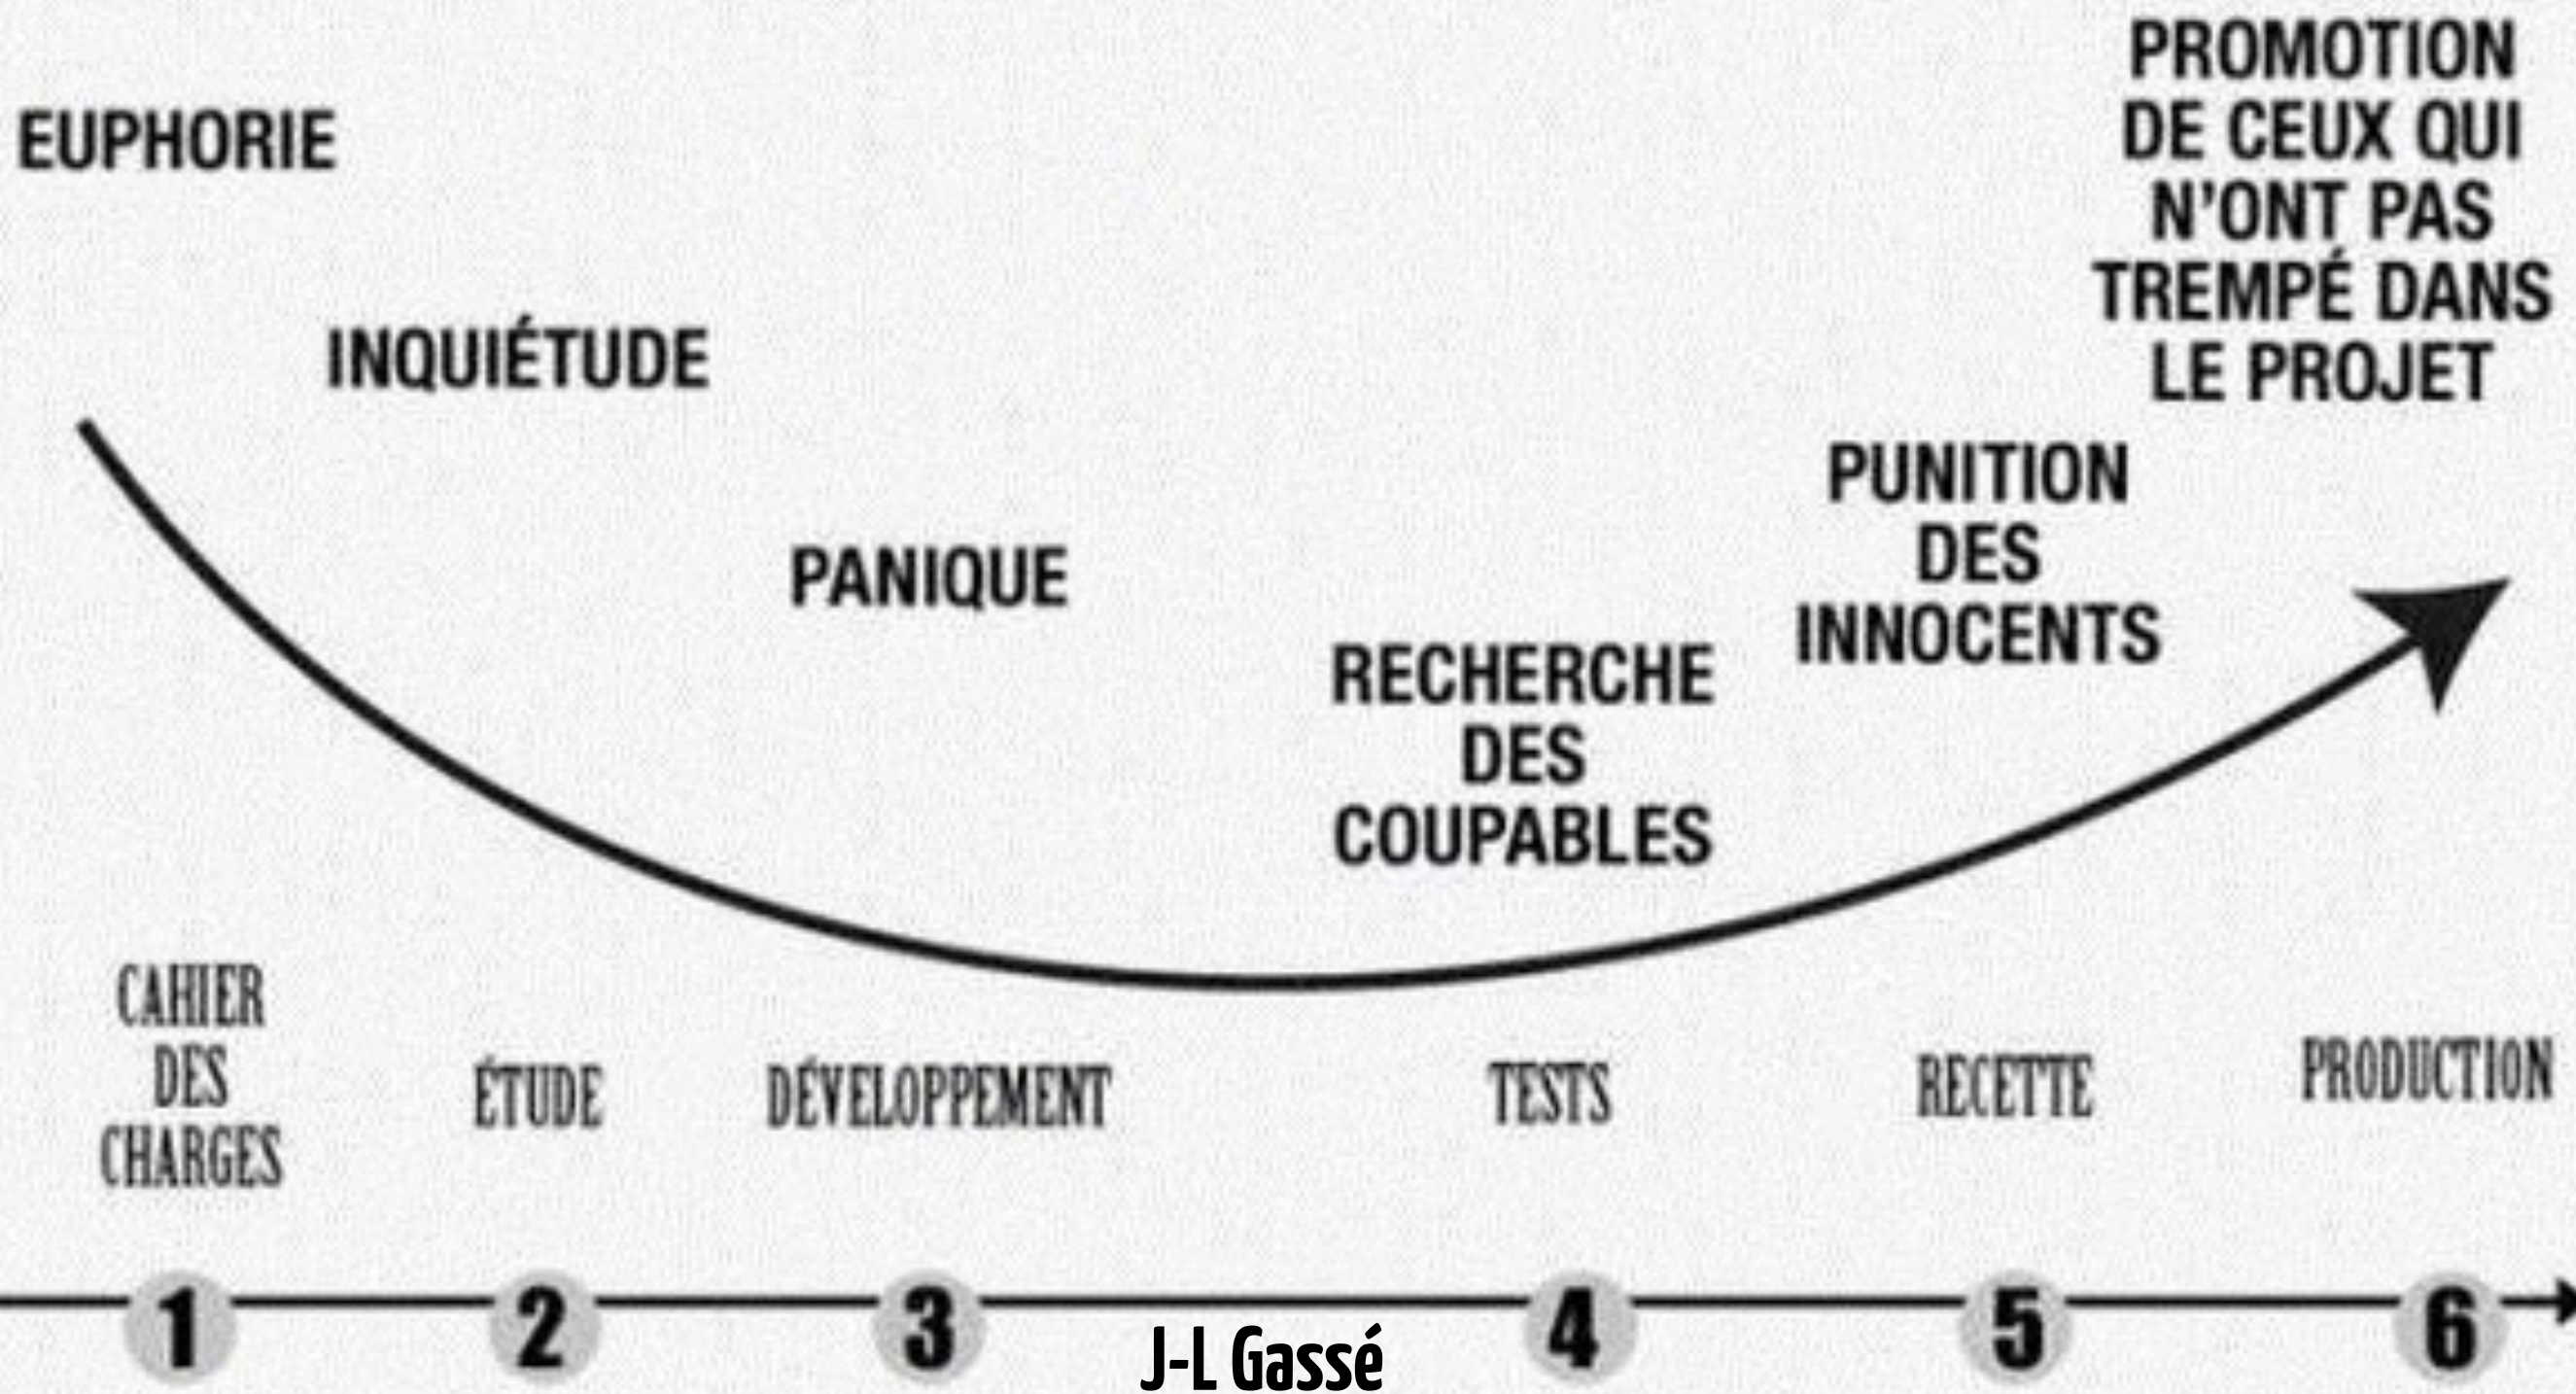 EUPHORIE
INQUIÉTUDE
PANIQUE
RECHERCHE
DES
COUPABLES
PUNITION
DES
INNOCENTS
PROMOTION
DE CEUX QUI
N'ONT PAS
TREMPÉ DANS
LE PROJET
CAHIER
DES
CHARGES
ÉTUDE
DÉVELOPPEMENT
TESTS
RECETTE
PRODUCTION
1
2
3
4
5
6
J-L Gassé